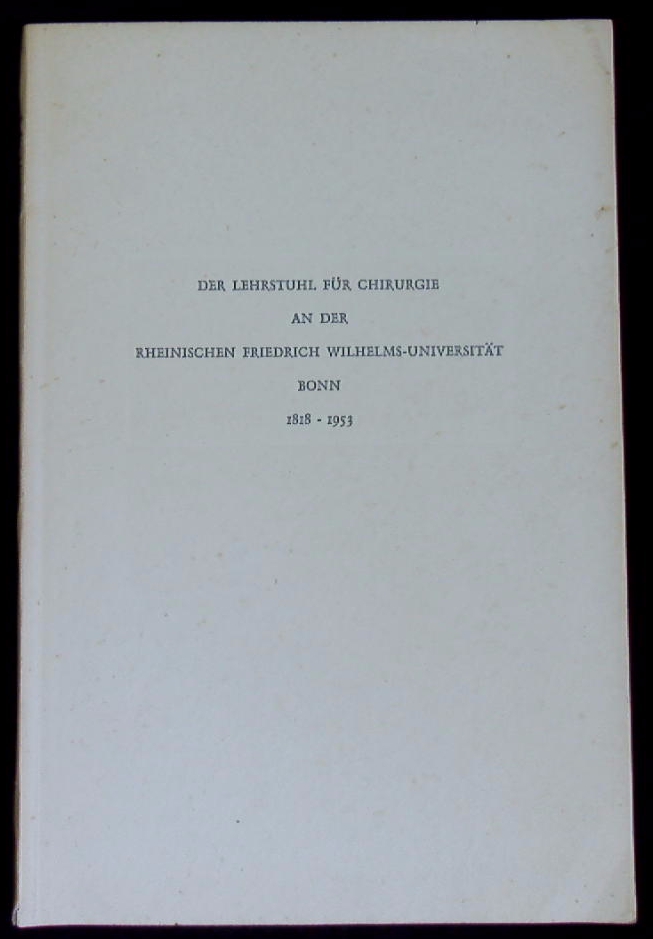 DER LEHRSTUHL FÜR CHIRURGIE
AN DER
RHEINISCHEN FRIEDRICH WILHELMS-UNIVERSITÄT
BONN
1818 - 1953